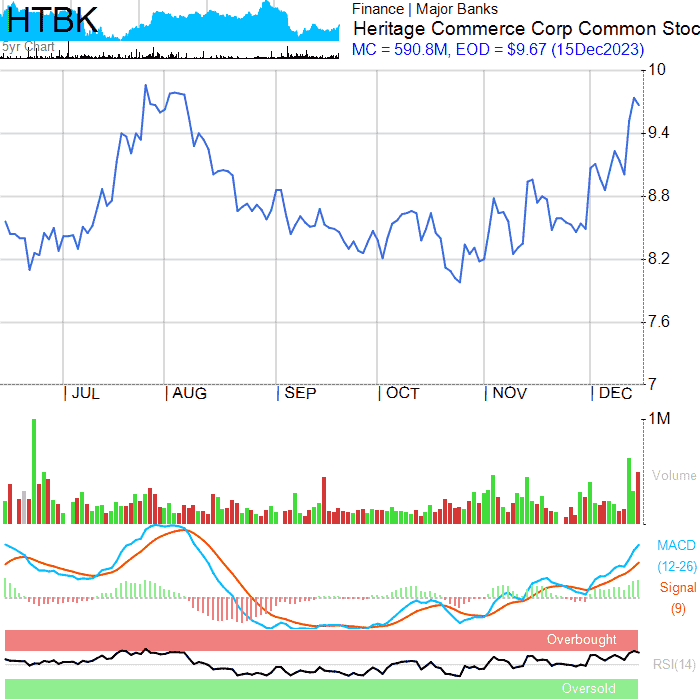 HTBK
5yr Chart
Finance | Major Banks
Heritage Commerce Corp Common Stoc
MC = 590.8M, EOD = $9.67 (15Dec2023)
10
9.4
8.8
8.2
7.6
7
JUL AUG SEP OCT NOV DEC
1M
Volume
MACD
(12-26)
Signal
(9)
Overbought
RSI(14)
Oversold